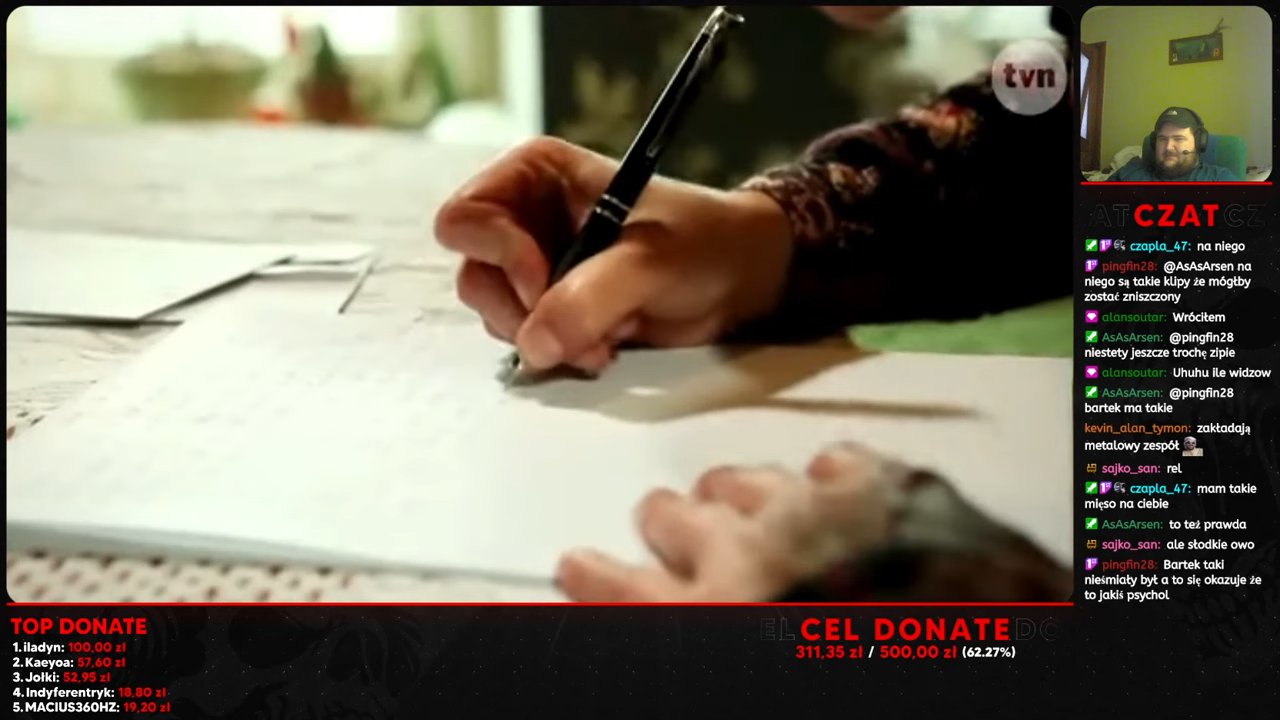 tvn
CZAT
czapla_47: na niego
pingfin28: @AsAsArsen na
niego są takie klipy że mógłby
zostać zniszczony
alansoutar: Wróciłem
AsAsArsen: @pingfin28
niestety jeszcze trochę zipie
alansoutar: Uhuhu ile widzow
AsAsArsen: @pingfin28
bartek ma takie
kevin_alan_tymon: zakładają
metalowy zespół
sajko_san: rel
czapla_47: mam takie
mięso na ciebie
AsAsArsen: to też prawda
sajko_san: ale słodkie owo
pingfin28: Bartek taki
nieśmiały był a to się okazuje że
to jakiś psychol
TOP DONATE
1. iladyn: 100,00 zł
2. Kaeyoa: 57,60 zł
3. Jołki: 52,95 zł
4. Indyferentryk: 18,80 zł
5. MACIUS360HZ: 19,20 zł
CEL DONATE
311,35 zł / 500,00 zł (62.27%)